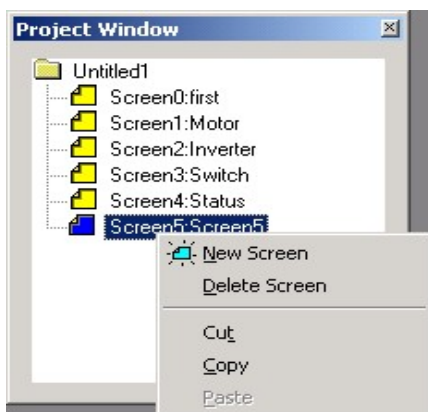 Project Window
Untitled1
Screen0:first
Screen1:Motor
Screen2:Inverter
Screen3:Switch
Screen4:Status
Screen5:Screen5
New Screen
Delete Screen
Cut
Copy
Paste